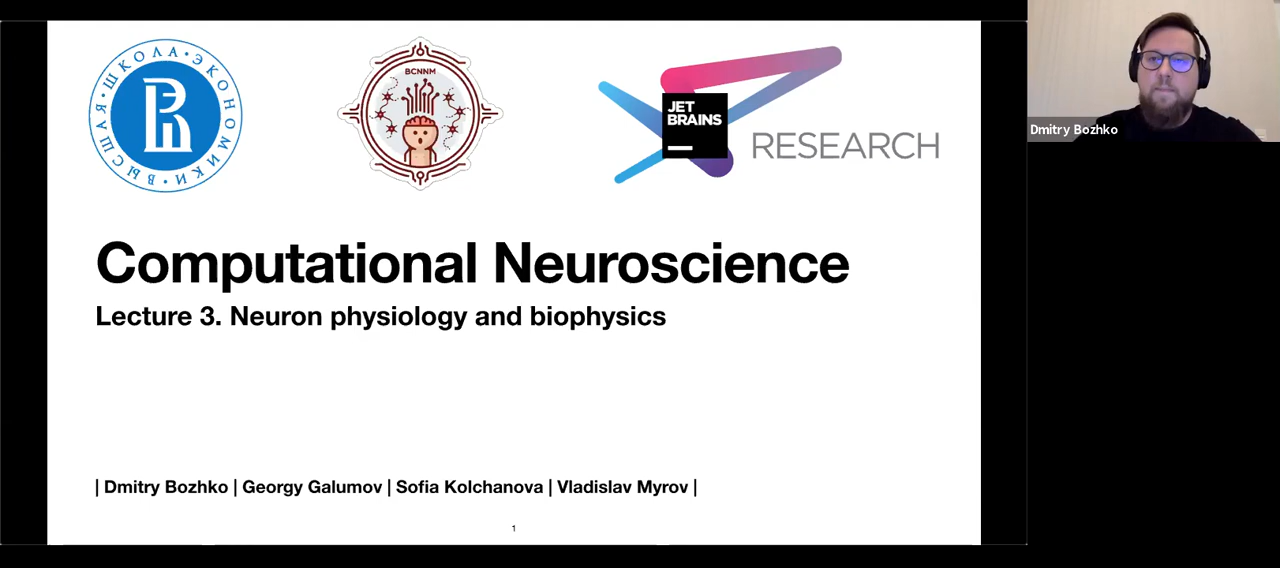 ВЫСШАЯ • ШКОЛА • ЭКОНОМИКИ •
BCNNM
JET
BRAINS
RESEARCH
Dmitry Bozhko
Computational Neuroscience
Lecture 3. Neuron physiology and biophysics
| Dmitry Bozhko | Georgy Galumov | Sofia Kolchanova | Vladislav Myrov |
1